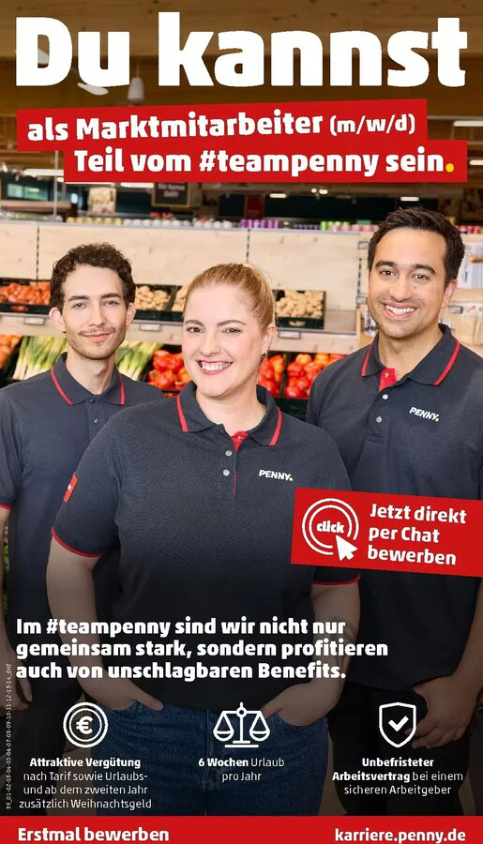 Du kannst
als Marktmitarbeiter (m/w/d)
Teil vom #teampenny sein.
PENNY.
PENNY.
click
Jetzt direkt
per Chat
bewerben
Im #teampenny sind wir nicht nur
gemeinsam stark, sondern profitieren
auch von unschlagbaren Benefits.
€
Attraktive Vergütung
nach Tarif sowie Urlaubs-
und ab dem zweiten Jahr
zusätzlich Weihnachtsgeld
6 Wochen Urlaub
pro Jahr
Unbefristeter
Arbeitsvertrag bei einem
sicheren Arbeitgeber
Erstmal bewerben
karriere.penny.de